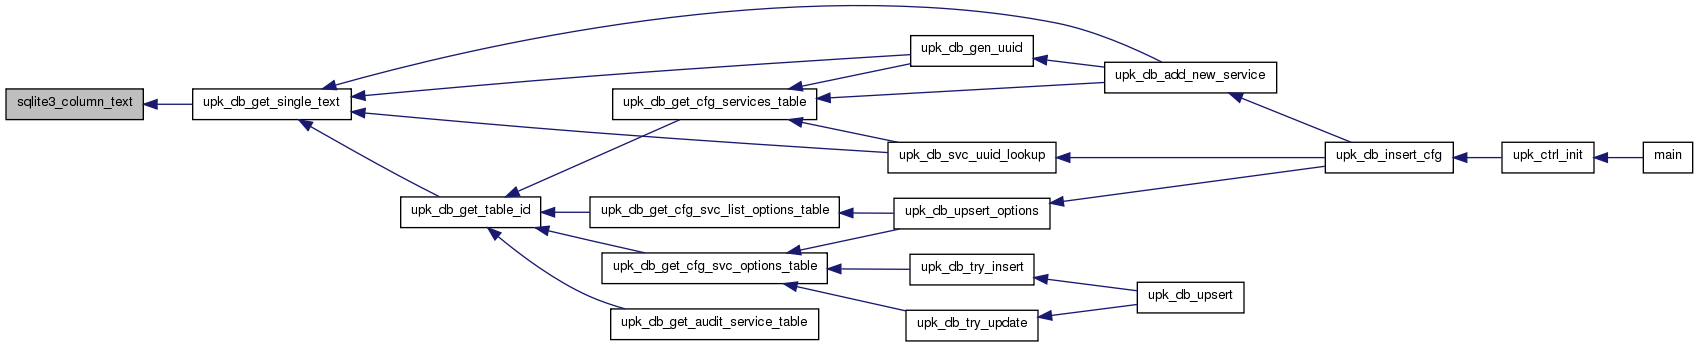 sqlite3_column_text
upk_db_get_single_text
upk_db_gen_uuid
upk_db_get_cfg_services_table
upk_db_add_new_service
upk_db_svc_uuid_lookup
upk_db_insert_cfg
upk_ctrl_init
main
upk_db_get_table_id
upk_db_get_cfg_svc_list_options_table
upk_db_upsert_options
upk_db_get_cfg_svc_options_table
upk_db_try_insert
upk_db_upsert
upk_db_get_audit_service_table
upk_db_try_update